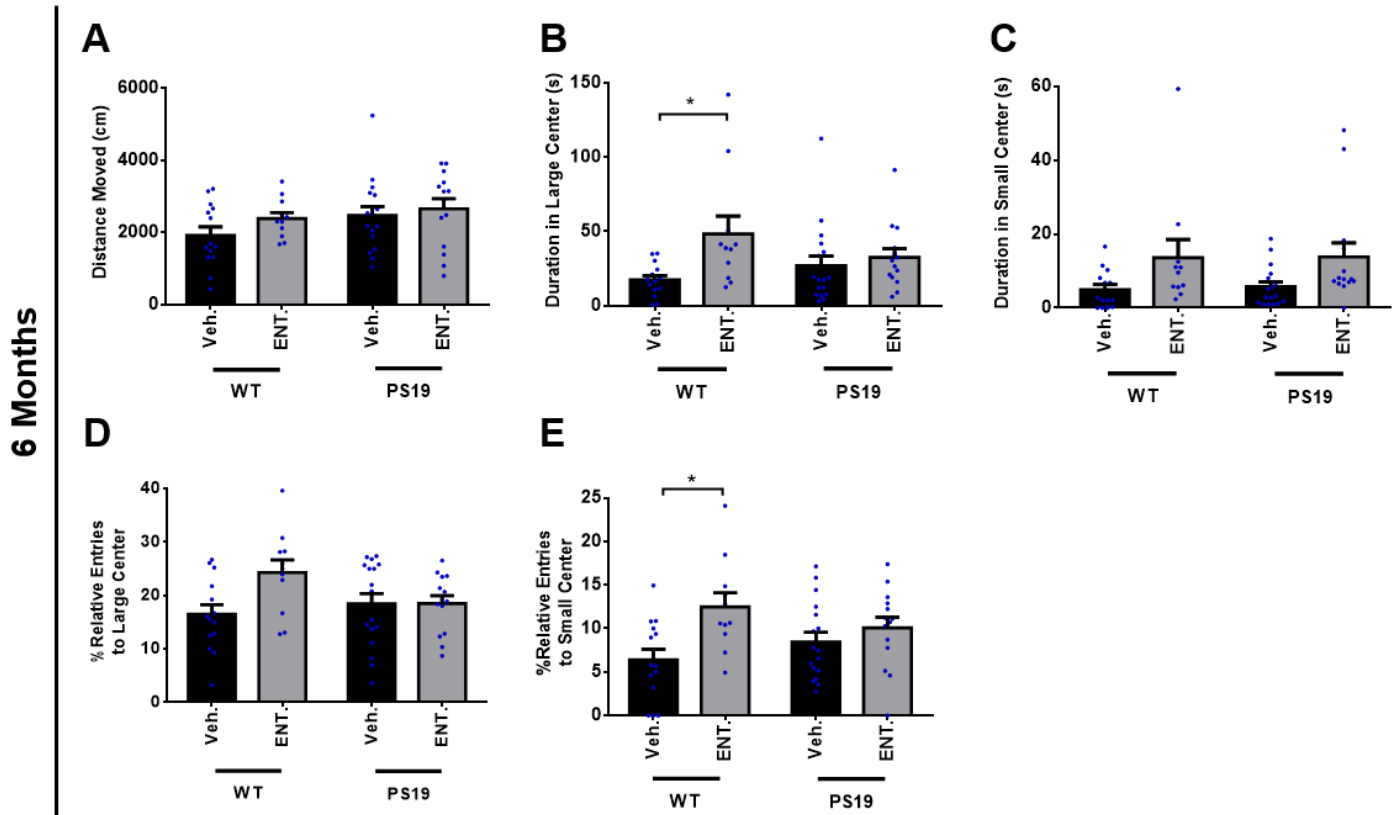 6 Months
A
Distance Moved (cm)
6000
4000
2000
0
Veh.
ENT.
Veh.
ENT.
WT
PS19
B
Duration in Large Center (s)
150
100
50
0
*
Veh.
ENT.
Veh.
ENT.
WT
PS19
C
Duration in Small Center (s)
60
40
20
0
Veh.
ENT.
Veh.
ENT.
WT
PS19
D
%Relative Entries
to Large Center
40
30
20
10
0
Veh.
ENT.
Veh.
ENT.
WT
PS19
E
%Relative Entries
to Small Center
25
20
15
10
5
0
*
Veh.
ENT.
Veh.
ENT.
WT
PS19